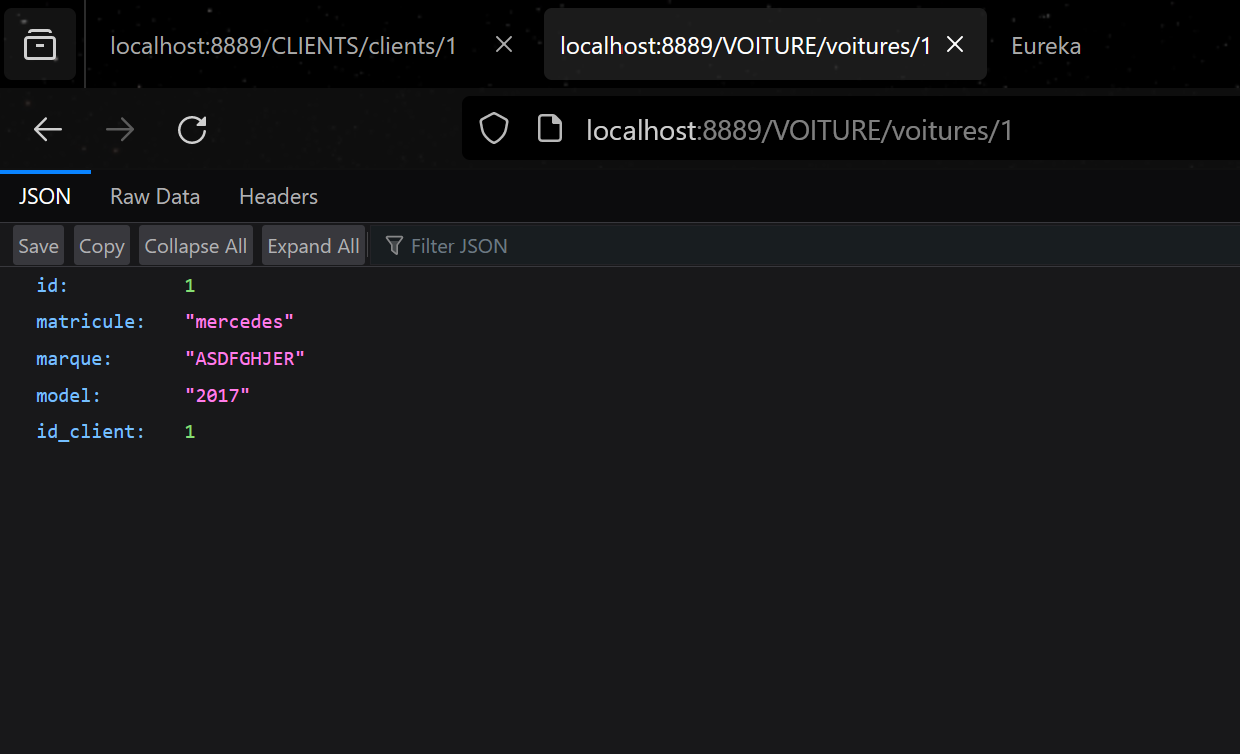 localhost:8889/CLIENTS/clients/1 localhost:8889/VOITURE/voitures/1 Eureka
localhost:8889/VOITURE/voitures/1
JSON Raw Data Headers
Save Copy Collapse All Expand All Filter JSON
id: 1
matricule: "mercedes"
marque: "ASDFGHJER"
model: "2017"
id_client: 1